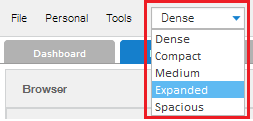 File Personal Tools Dense
Dense
Compact
Medium
Expanded
Spacious
Dashboard
Browser